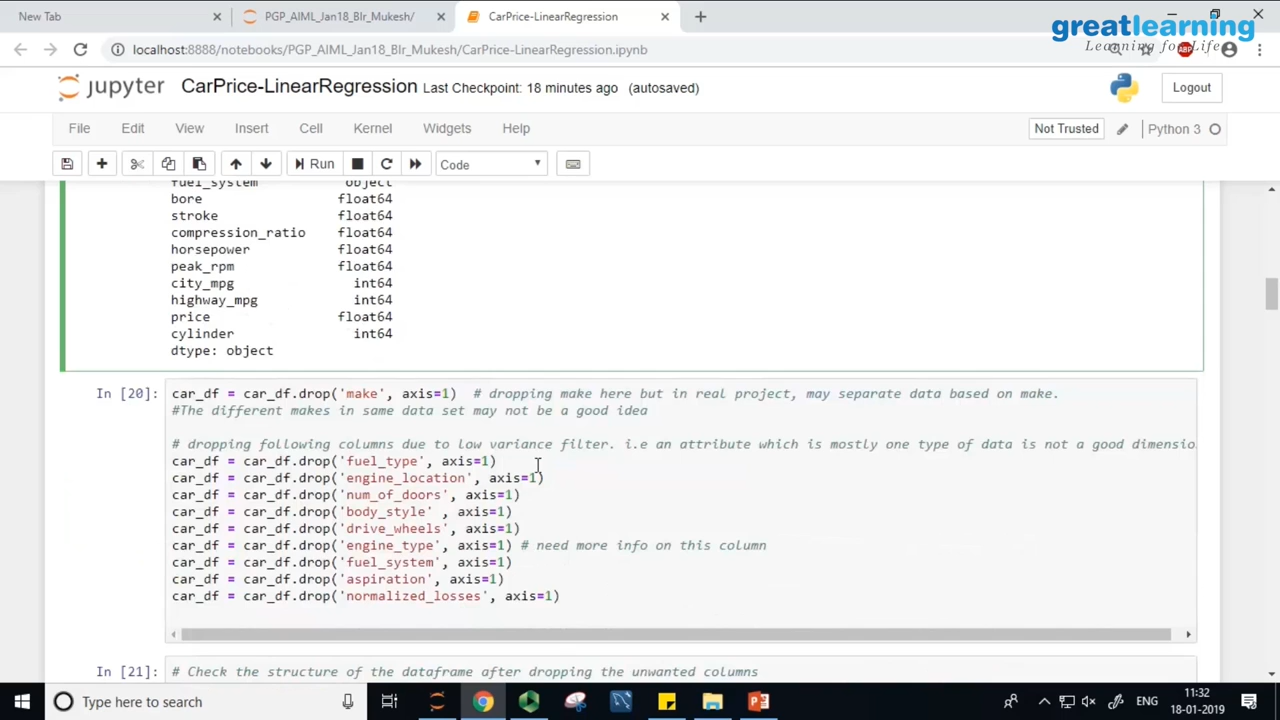 New Tab
PGP_AIML_Jan18_Blr_Mukesh/
CarPrice-LinearRegression
greatlearning
Learning for Life
localhost:8888/notebooks/PGP_AIML_Jan18_Blr_Mukesh/CarPrice-LinearRegression.ipynb
ABP
jupyter CarPrice-LinearRegression Last Checkpoint: 18 minutes ago (autosaved)
Logout
File Edit View Insert Cell Kernel Widgets Help
Not Trusted
Python 3
Run
Code
fuel_system object
bore float64
stroke float64
compression_ratio float64
horsepower float64
peak_rpm float64
city_mpg int64
highway_mpg int64
price float64
cylinder int64
dtype: object
In [20]: car_df = car_df.drop('make', axis=1) # dropping make here but in real project, may separate data based on make.
#The different makes in same data set may not be a good idea
# dropping following columns due to low variance filter. i.e an attribute which is mostly one type of data is not a good dimensio
car_df = car_df.drop('fuel_type', axis=1)
car_df = car_df.drop('engine_location', axis=1)
car_df = car_df.drop('num_of_doors', axis=1)
car_df = car_df.drop('body_style' , axis=1)
car_df = car_df.drop('drive_wheels', axis=1)
car_df = car_df.drop('engine_type', axis=1) # need more info on this column
car_df = car_df.drop('fuel_system', axis=1)
car_df = car_df.drop('aspiration', axis=1)
car_df = car_df.drop('normalized_losses', axis=1)
In [21]: # Check the structure of the dataframe after dropping the unwanted columns
Type here to search
ENG
11:32
18-01-2019